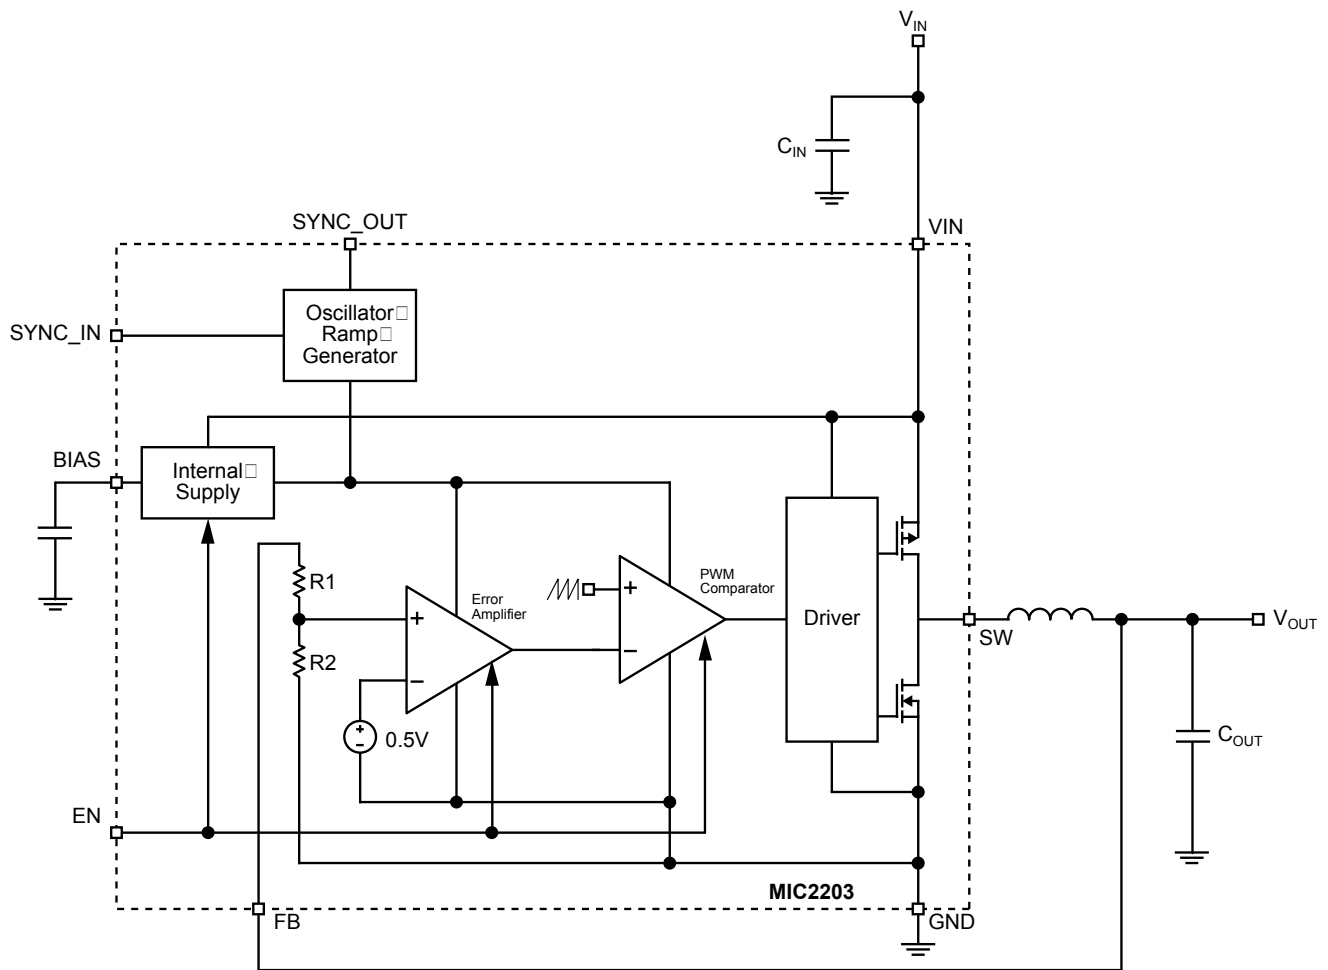 V_IN
C_IN
SYNC_OUT
VIN
Oscillator□
Ramp□
Generator
SYNC_IN
BIAS
Internal□
Supply
R1
Error
Amplifier
+
−
PWM
Comparator
+
−
Driver
SW
V_OUT
R2
+
−
0.5V
C_OUT
EN
MIC2203
FB
GND